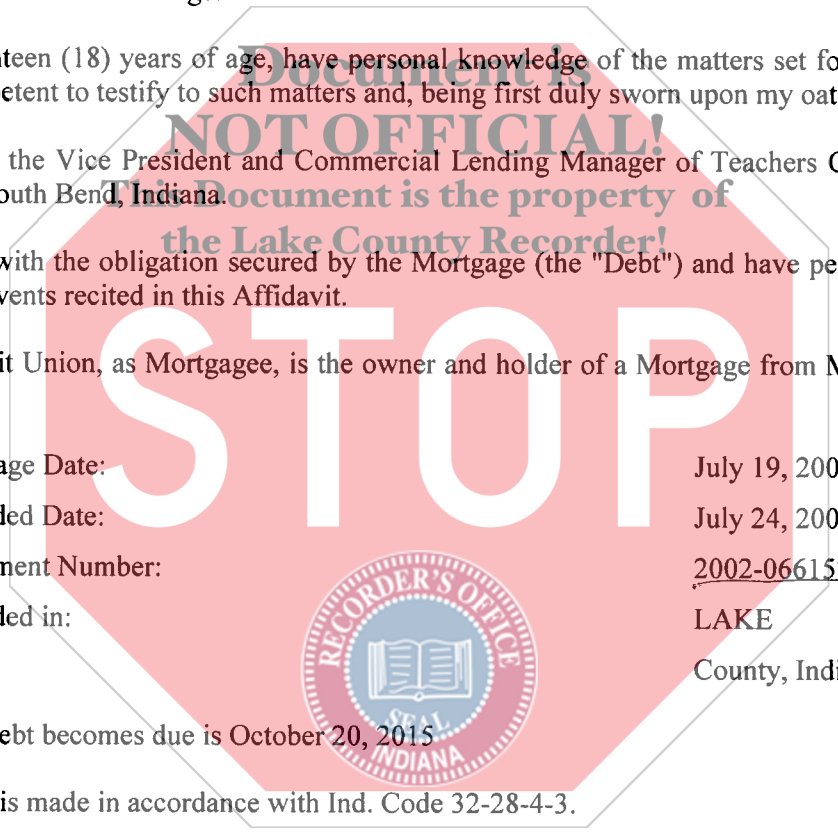 teen (18) years of age, have personal knowledge of the matters set fo
etent to testify to such matters and, being first duly sworn upon my oat
Document is
NOT OFFICIAL!
This Document is the property of
the Lake County Recorder!
the Vice President and Commercial Lending Manager of Teachers C
outh Bend, Indiana.
with the obligation secured by the Mortgage (the "Debt") and have pe
vents recited in this Affidavit.
it Union, as Mortgagee, is the owner and holder of a Mortgage from M
STOP
age Date: July 19, 200
ded Date: July 24, 200
ment Number: 2002-06615
ded in: LAKE
County, Indi
RECORDER'S OFFICE
SEAL
INDIANA
ebt becomes due is October 20, 2015
is made in accordance with Ind. Code 32-28-4-3.